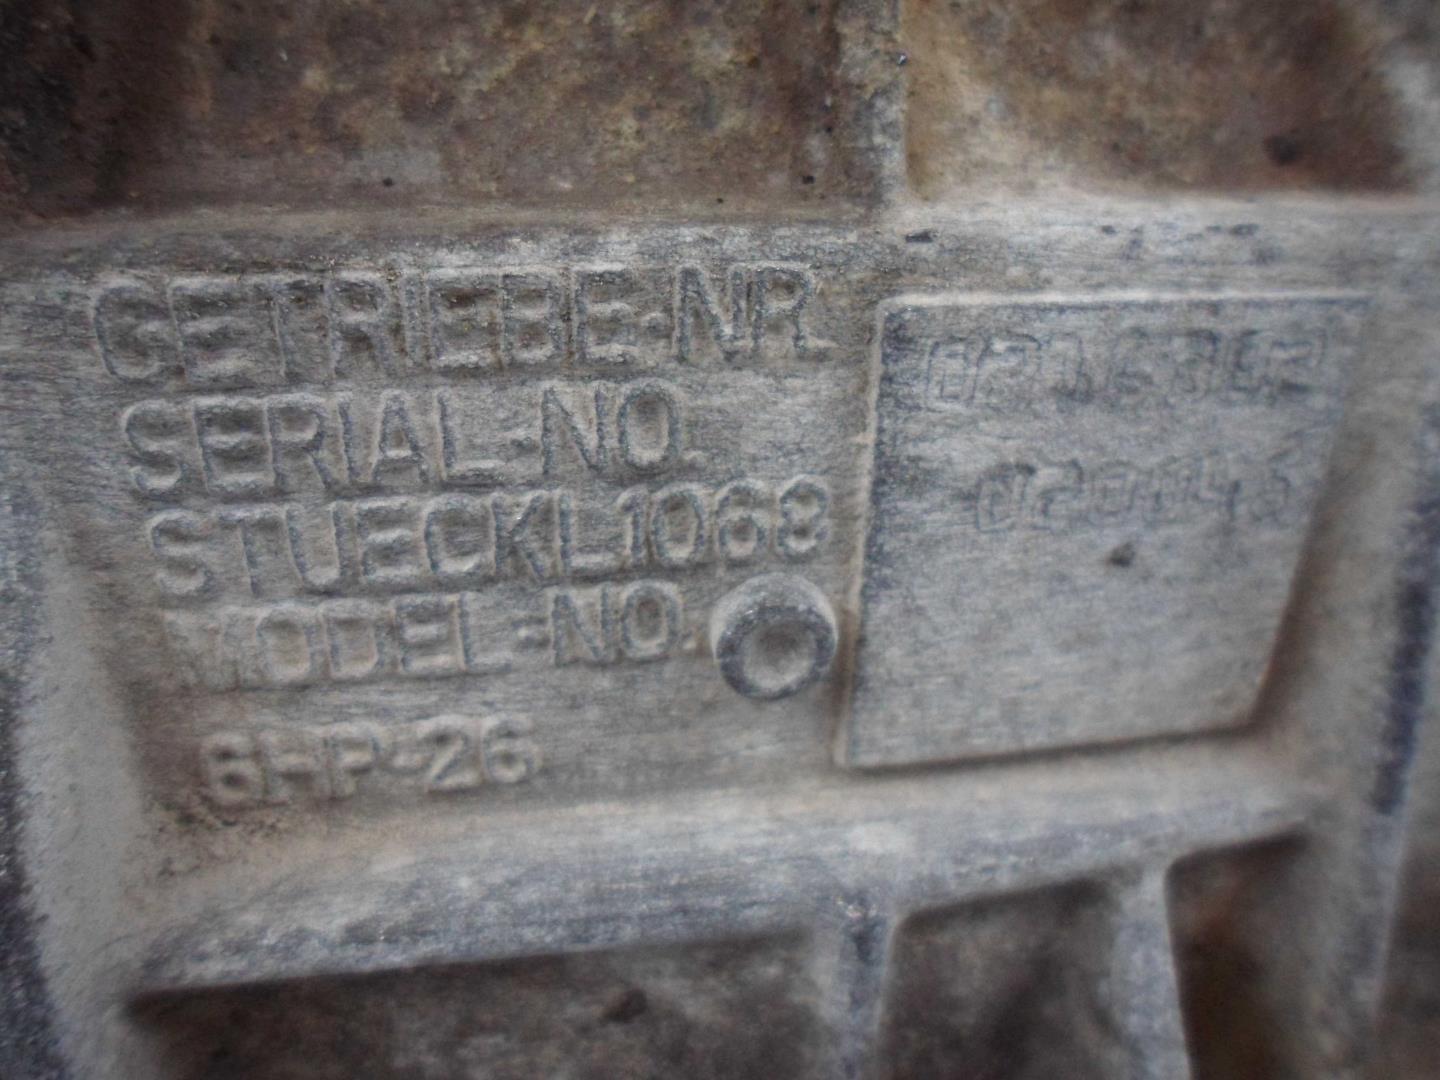 GETRIEBE-NR.
SERIAL-NO.
STUECKL1068
MODEL-NO.
6HP-26